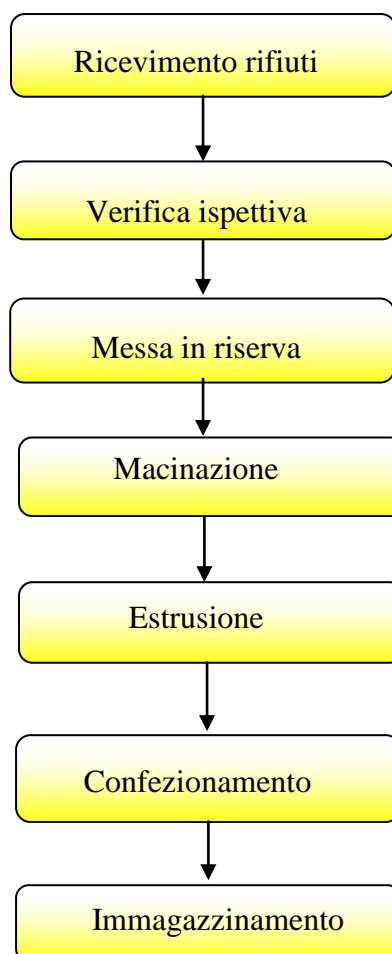 Ricevimento rifiuti
Verifica ispettiva
Messa in riserva
Macinazione
Estrusione
Confezionamento
Immagazzinamento